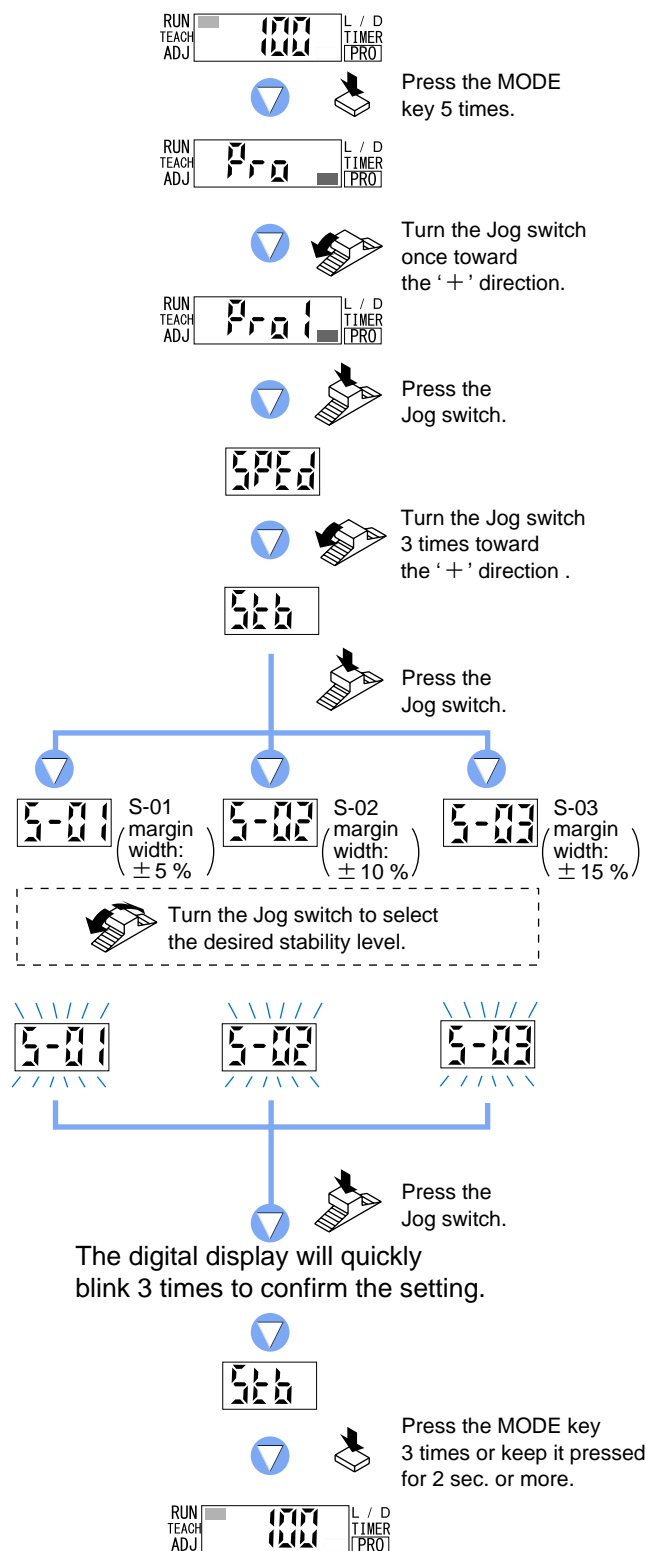 RUN
TEACH
ADJ
100
L / D
TIMER
PRO
Press the MODE
key 5 times.
RUN
TEACH
ADJ
Pro
L / D
TIMER
PRO
Turn the Jog switch
once toward
the ‘＋’ direction.
RUN
TEACH
ADJ
Pro1
L / D
TIMER
PRO
Press the
Jog switch.
SPEd
Turn the Jog switch
3 times toward
the ‘＋’ direction .
Stb
Press the
Jog switch.
S-01
S-01
(margin
width:
±5 %)
S-02
S-02
(margin
width:
±10 %)
S-03
S-03
(margin
width:
±15 %)
Turn the Jog switch to select
the desired stability level.
S-01
S-02
S-03
Press the
Jog switch.
The digital display will quickly
blink 3 times to confirm the setting.
Stb
Press the MODE key
3 times or keep it pressed
for 2 sec. or more.
RUN
TEACH
ADJ
100
L / D
TIMER
PRO